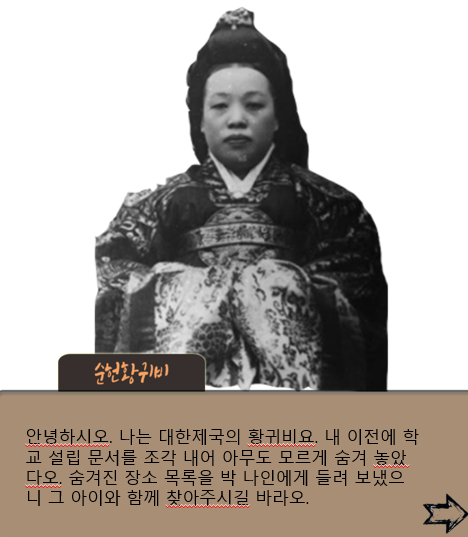 순헌황귀비
안녕하시오. 나는 대한제국의 황귀비요. 내 이전에 학
교 설립 문서를 조각 내어 아무도 모르게 숨겨 놓았
다오. 숨겨진 장소 목록을 박 나인에게 들려 보냈으
니 그 아이와 함께 찾아주시길 바라오.